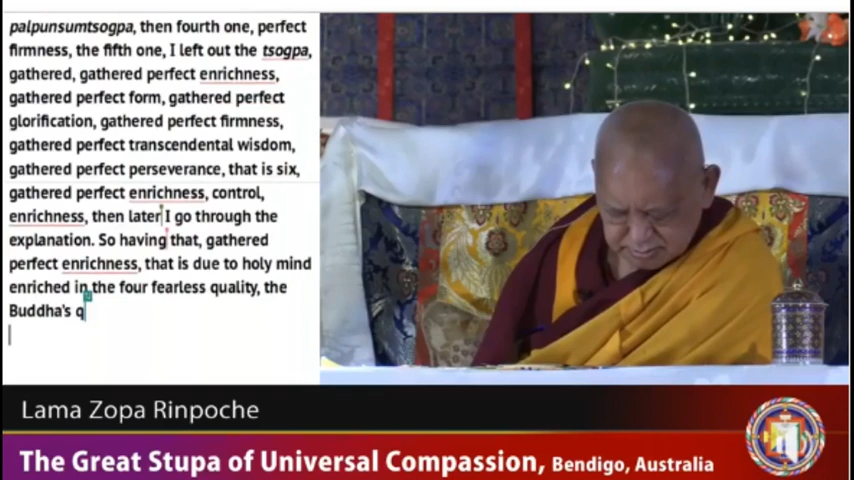 palpunsumtsogpa, then fourth one, perfect
firmness, the fifth one, I left out the tsogpa,
gathered, gathered perfect enrichness,
gathered perfect form, gathered perfect
glorification, gathered perfect firmness,
gathered perfect transcendental wisdom,
gathered perfect perseverance, that is six,
gathered perfect enrichness, control,
enrichness, then later I go through the
explanation. So having that, gathered
perfect enrichness, that is due to holy mind
enriched in the four fearless quality, the
Buddha's q
Lama Zopa Rinpoche
The Great Stupa of Universal Compassion, Bendigo, Australia